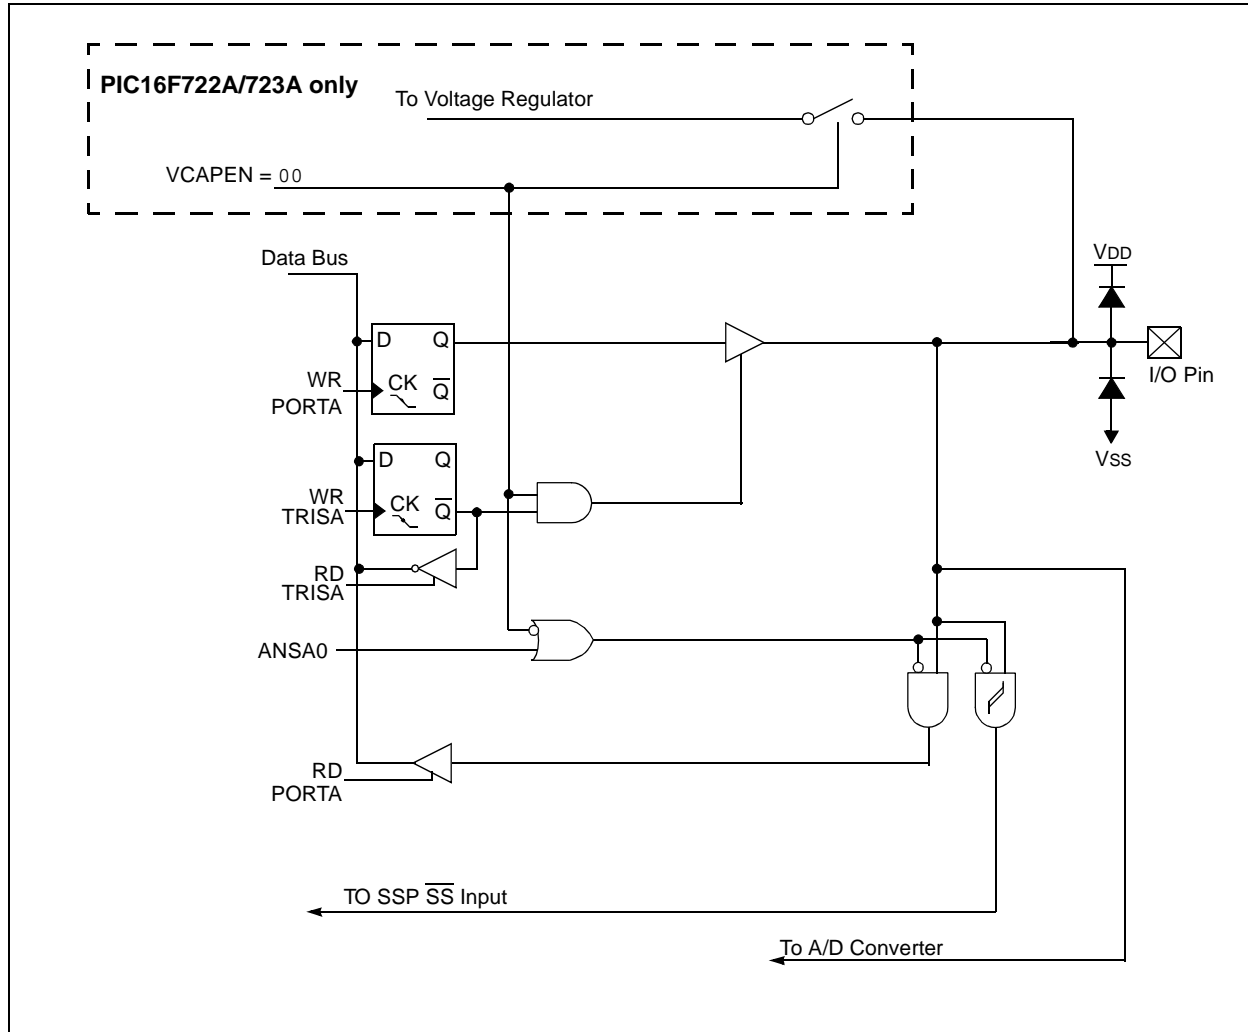 PIC16F722A/723A only
To Voltage Regulator
VCAPEN = 00
Data Bus
VDD
D Q
WR
PORTA
CK Q̅
I/O Pin
VSS
D Q
WR
TRISA
CK Q̅
RD
TRISA
ANSA0
RD
PORTA
TO SSP S̅S̅ Input
To A/D Converter